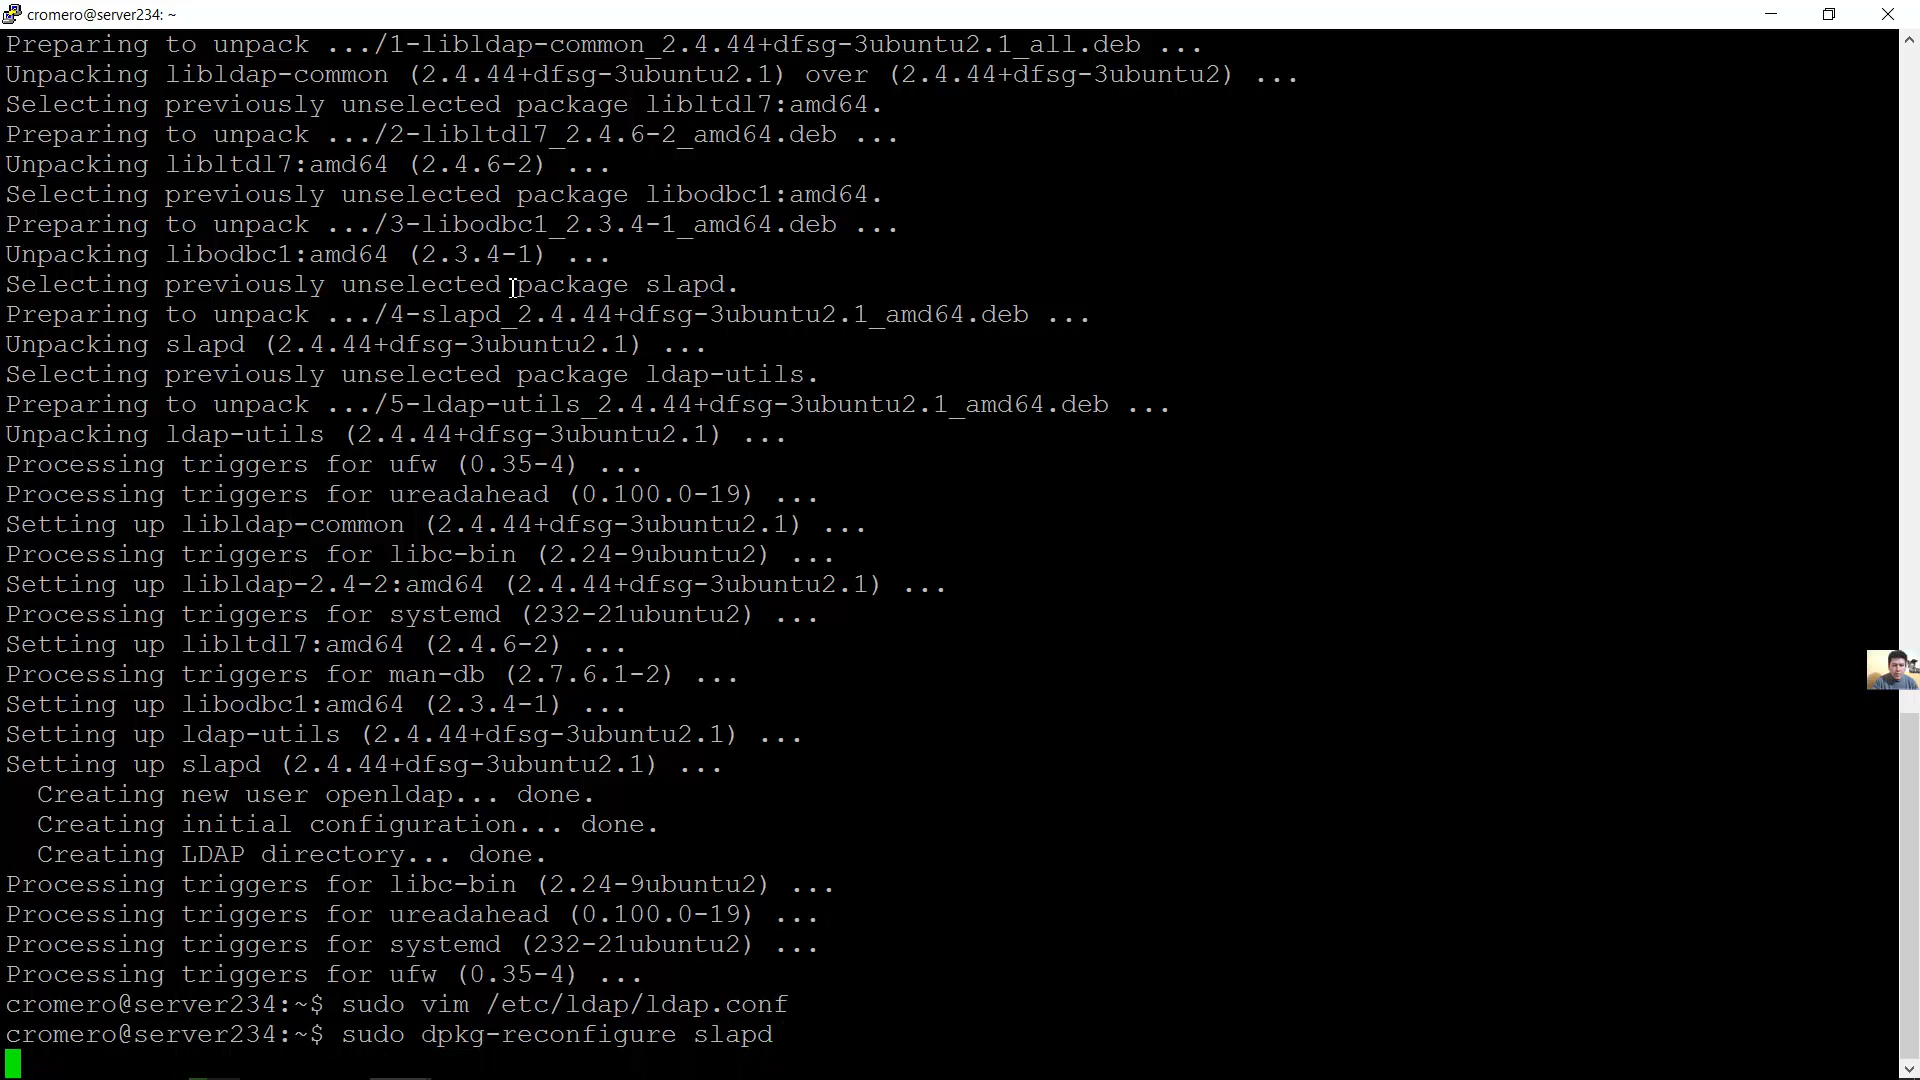 cromero@server234: ~
Preparing to unpack .../1-libldap-common_2.4.44+dfsg-3ubuntu2.1_all.deb ...
Unpacking libldap-common (2.4.44+dfsg-3ubuntu2.1) over (2.4.44+dfsg-3ubuntu2) ...
Selecting previously unselected package libltdl7:amd64.
Preparing to unpack .../2-libltdl7_2.4.6-2_amd64.deb ...
Unpacking libltdl7:amd64 (2.4.6-2) ...
Selecting previously unselected package libodbc1:amd64.
Preparing to unpack .../3-libodbc1_2.3.4-1_amd64.deb ...
Unpacking libodbc1:amd64 (2.3.4-1) ...
Selecting previously unselected package slapd.
Preparing to unpack .../4-slapd_2.4.44+dfsg-3ubuntu2.1_amd64.deb ...
Unpacking slapd (2.4.44+dfsg-3ubuntu2.1) ...
Selecting previously unselected package ldap-utils.
Preparing to unpack .../5-ldap-utils_2.4.44+dfsg-3ubuntu2.1_amd64.deb ...
Unpacking ldap-utils (2.4.44+dfsg-3ubuntu2.1) ...
Processing triggers for ufw (0.35-4) ...
Processing triggers for ureadahead (0.100.0-19) ...
Setting up libldap-common (2.4.44+dfsg-3ubuntu2.1) ...
Processing triggers for libc-bin (2.24-9ubuntu2) ...
Setting up libldap-2.4-2:amd64 (2.4.44+dfsg-3ubuntu2.1) ...
Processing triggers for systemd (232-21ubuntu2) ...
Setting up libltdl7:amd64 (2.4.6-2) ...
Processing triggers for man-db (2.7.6.1-2) ...
Setting up libodbc1:amd64 (2.3.4-1) ...
Setting up ldap-utils (2.4.44+dfsg-3ubuntu2.1) ...
Setting up slapd (2.4.44+dfsg-3ubuntu2.1) ...
  Creating new user openldap... done.
  Creating initial configuration... done.
  Creating LDAP directory... done.
Processing triggers for libc-bin (2.24-9ubuntu2) ...
Processing triggers for ureadahead (0.100.0-19) ...
Processing triggers for systemd (232-21ubuntu2) ...
Processing triggers for ufw (0.35-4) ...
cromero@server234:~$ sudo vim /etc/ldap/ldap.conf
cromero@server234:~$ sudo dpkg-reconfigure slapd